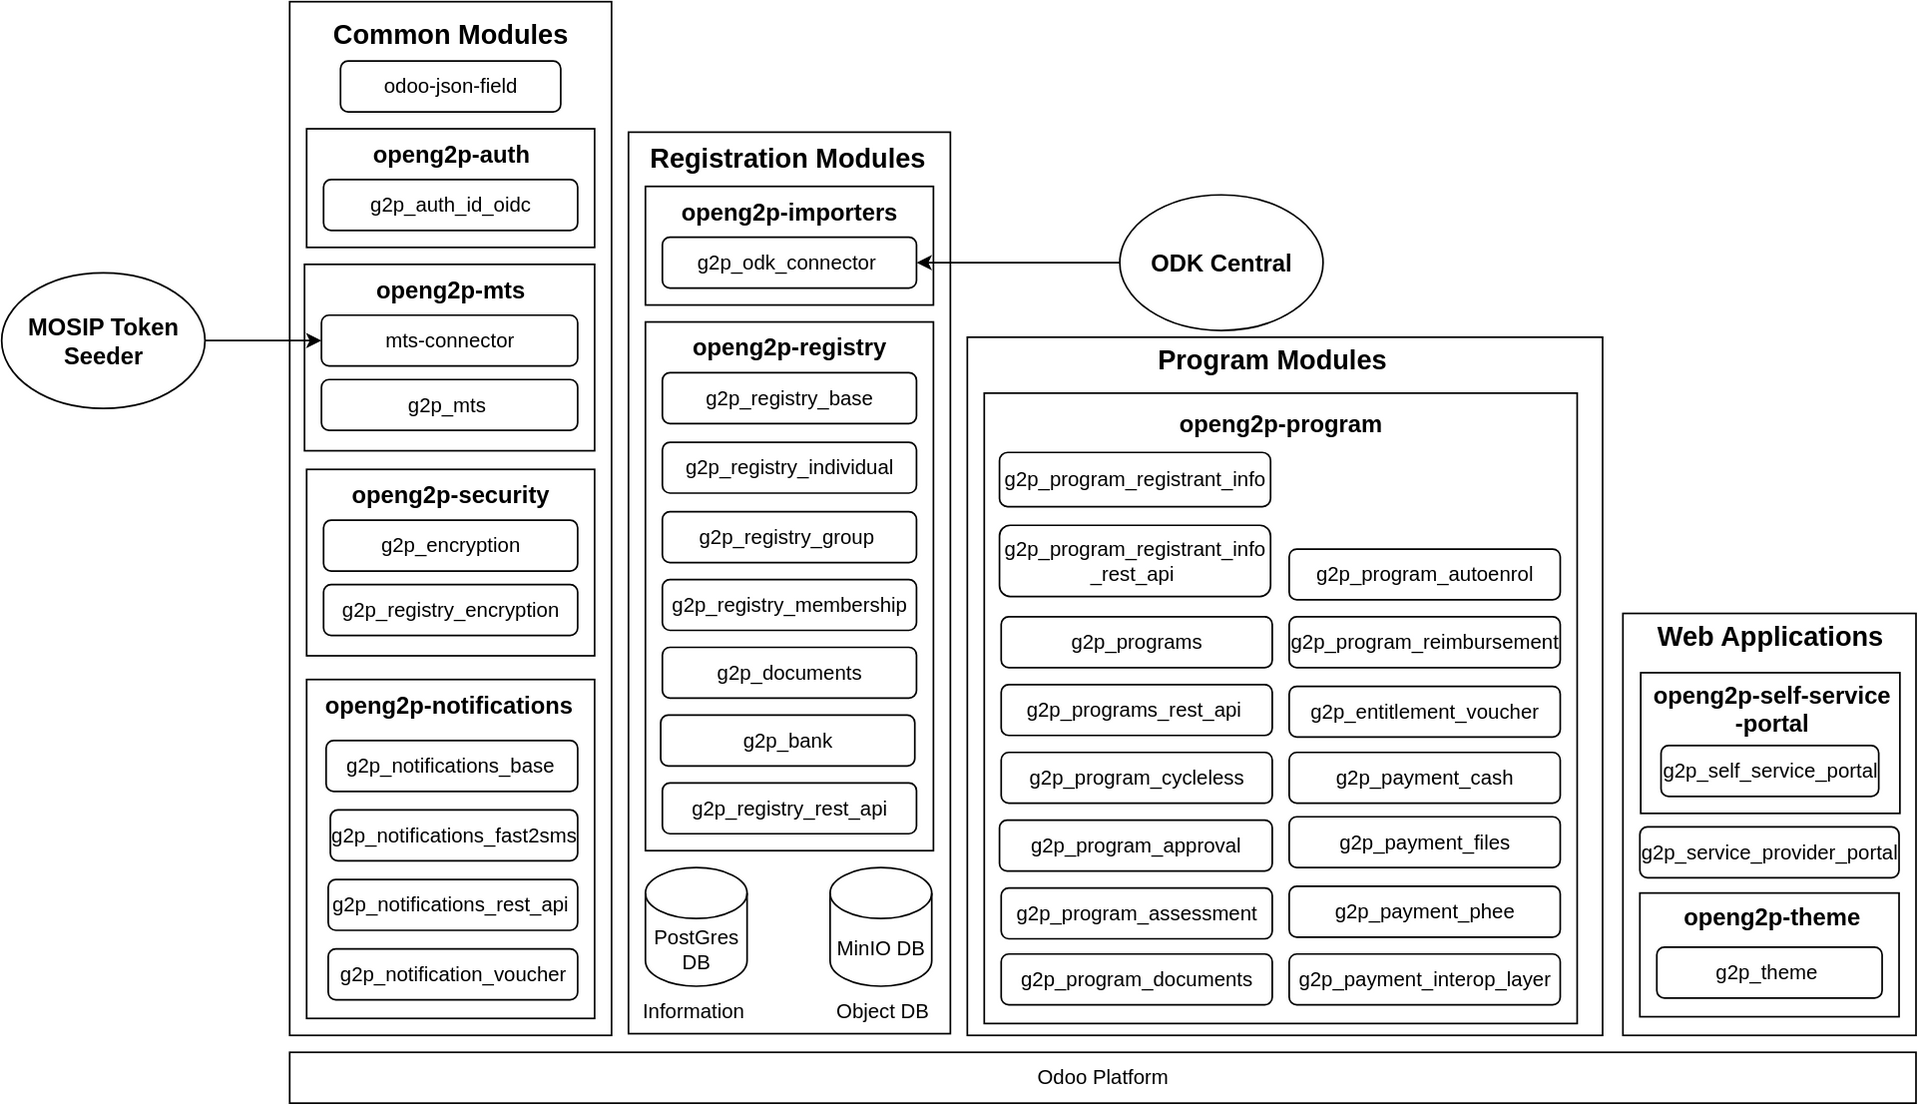 Common Modules
odoo-json-field
openg2p-auth
g2p_auth_id_oidc
openg2p-mts
mts-connector
g2p_mts
openg2p-security
g2p_encryption
g2p_registry_encryption
openg2p-notifications
g2p_notifications_base
g2p_notifications_fast2sms
g2p_notifications_rest_api
g2p_notification_voucher
MOSIP Token
Seeder
Registration Modules
openg2p-importers
g2p_odk_connector
openg2p-registry
g2p_registry_base
g2p_registry_individual
g2p_registry_group
g2p_registry_membership
g2p_documents
g2p_bank
g2p_registry_rest_api
PostGres
DB
Information
MinIO DB
Object DB
ODK Central
Program Modules
openg2p-program
g2p_program_registrant_info
g2p_program_registrant_info
_rest_api
g2p_programs
g2p_programs_rest_api
g2p_program_cycleless
g2p_program_approval
g2p_program_assessment
g2p_program_documents
g2p_program_autoenrol
g2p_program_reimbursement
g2p_entitlement_voucher
g2p_payment_cash
g2p_payment_files
g2p_payment_phee
g2p_payment_interop_layer
Web Applications
openg2p-self-service
-portal
g2p_self_service_portal
g2p_service_provider_portal
openg2p-theme
g2p_theme
Odoo Platform